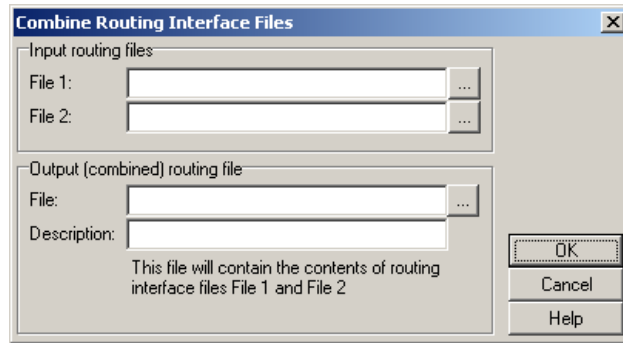 Combine Routing Interface Files
Input routing files
File 1:
...
File 2:
...
Output (combined) routing file
File:
...
Description:
This file will contain the contents of routing
interface files File 1 and File 2
OK
Cancel
Help